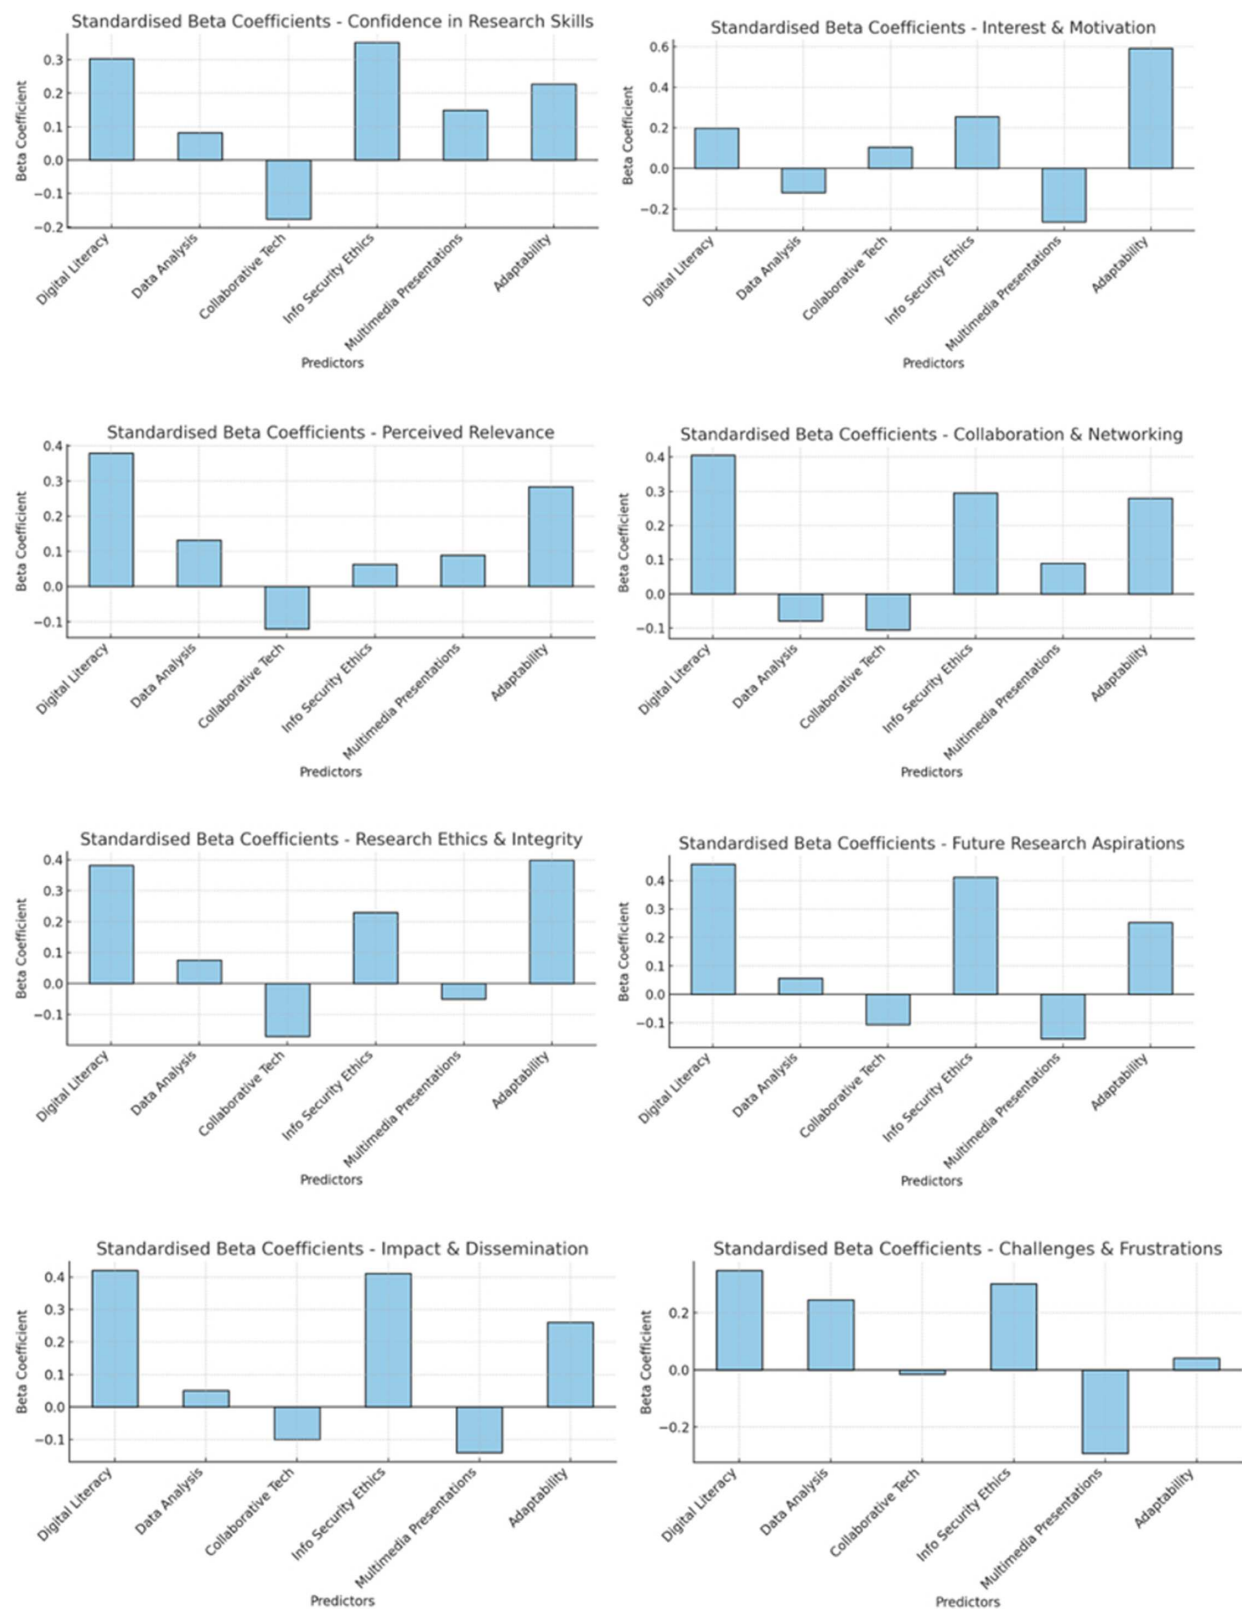 Standardised Beta Coefficients - Confidence in Research Skills
Beta Coefficient
0.3
0.2
0.1
0.0
−0.1
−0.2
Digital Literacy
Data Analysis
Collaborative Tech
Info Security Ethics
Multimedia Presentations
Adaptability
Predictors
Standardised Beta Coefficients - Interest & Motivation
Beta Coefficient
0.6
0.4
0.2
0.0
−0.2
Digital Literacy
Data Analysis
Collaborative Tech
Info Security Ethics
Multimedia Presentations
Adaptability
Predictors
Standardised Beta Coefficients - Perceived Relevance
Beta Coefficient
0.4
0.3
0.2
0.1
0.0
−0.1
Digital Literacy
Data Analysis
Collaborative Tech
Info Security Ethics
Multimedia Presentations
Adaptability
Predictors
Standardised Beta Coefficients - Collaboration & Networking
Beta Coefficient
0.4
0.3
0.2
0.1
0.0
−0.1
Digital Literacy
Data Analysis
Collaborative Tech
Info Security Ethics
Multimedia Presentations
Adaptability
Predictors
Standardised Beta Coefficients - Research Ethics & Integrity
Beta Coefficient
0.4
0.3
0.2
0.1
0.0
−0.1
Digital Literacy
Data Analysis
Collaborative Tech
Info Security Ethics
Multimedia Presentations
Adaptability
Predictors
Standardised Beta Coefficients - Future Research Aspirations
Beta Coefficient
0.4
0.3
0.2
0.1
0.0
−0.1
Digital Literacy
Data Analysis
Collaborative Tech
Info Security Ethics
Multimedia Presentations
Adaptability
Predictors
Standardised Beta Coefficients - Impact & Dissemination
Beta Coefficient
0.4
0.3
0.2
0.1
0.0
−0.1
Digital Literacy
Data Analysis
Collaborative Tech
Info Security Ethics
Multimedia Presentations
Adaptability
Predictors
Standardised Beta Coefficients - Challenges & Frustrations
Beta Coefficient
0.2
0.0
−0.2
Digital Literacy
Data Analysis
Collaborative Tech
Info Security Ethics
Multimedia Presentations
Adaptability
Predictors